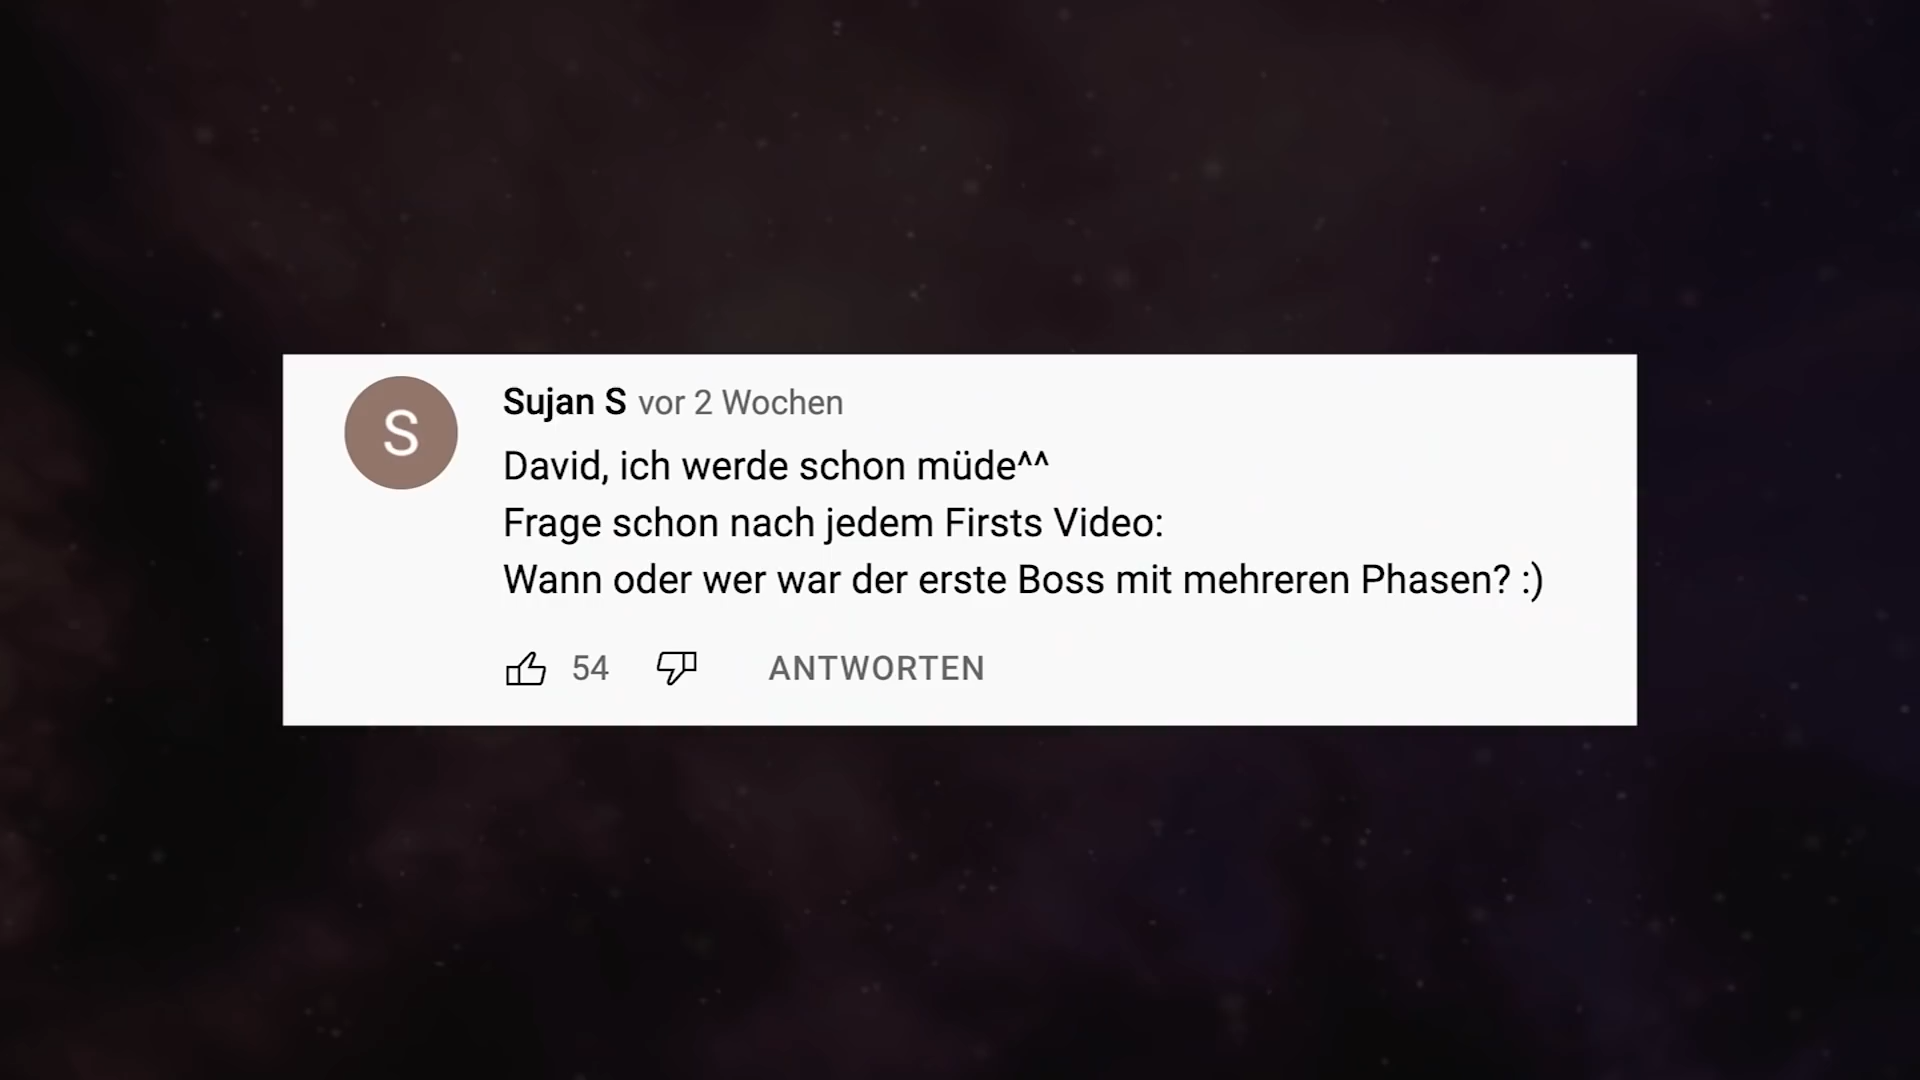 S
Sujan S vor 2 Wochen
David, ich werde schon müde^^
Frage schon nach jedem Firsts Video:
Wann oder wer war der erste Boss mit mehreren Phasen? :)
54 ANTWORTEN